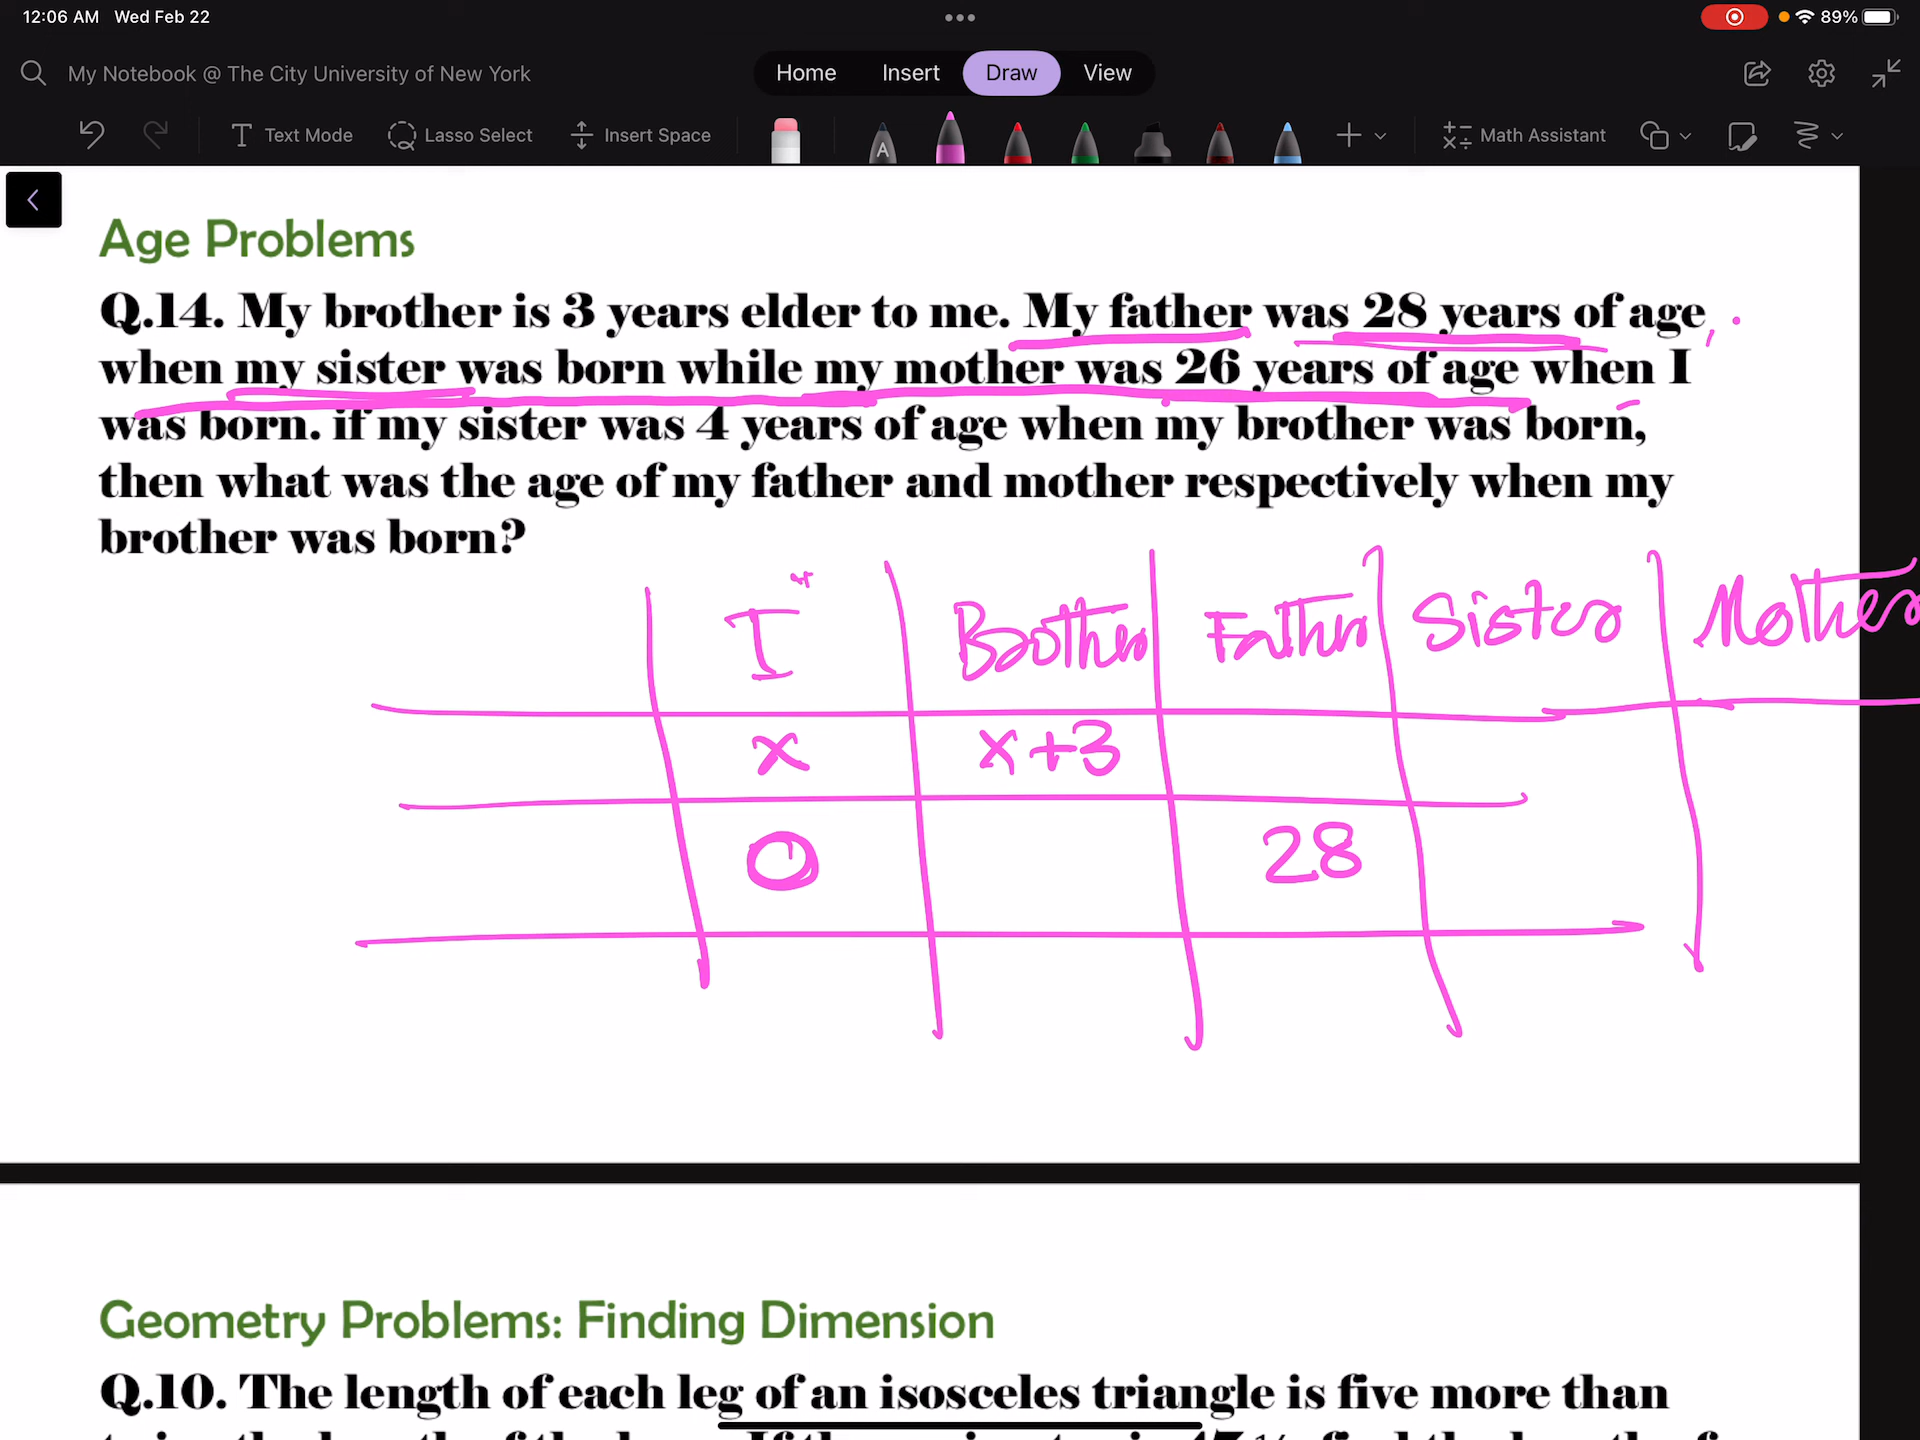 12:06 AM Wed Feb 22
89%
My Notebook @ The City University of New York
Home Insert Draw View
Text Mode Lasso Select Insert Space A Math Assistant
Age Problems
Q.14. My brother is 3 years elder to me. My father was 28 years of age,
when my sister was born while my mother was 26 years of age when I
was born. if my sister was 4 years of age when my brother was born,
then what was the age of my father and mother respectively when my
brother was born?
I Brother Father Sister Mother
x x+3
0 28
Geometry Problems: Finding Dimension
Q.10. The length of each leg of an isosceles triangle is five more than